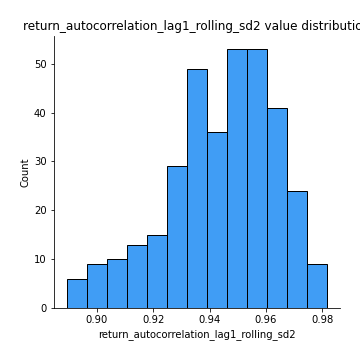 return_autocorrelation_lag1_rolling_sd2 value distributio
50
40
30
20
10
0
Count
0.90 0.92 0.94 0.96 0.98
return_autocorrelation_lag1_rolling_sd2